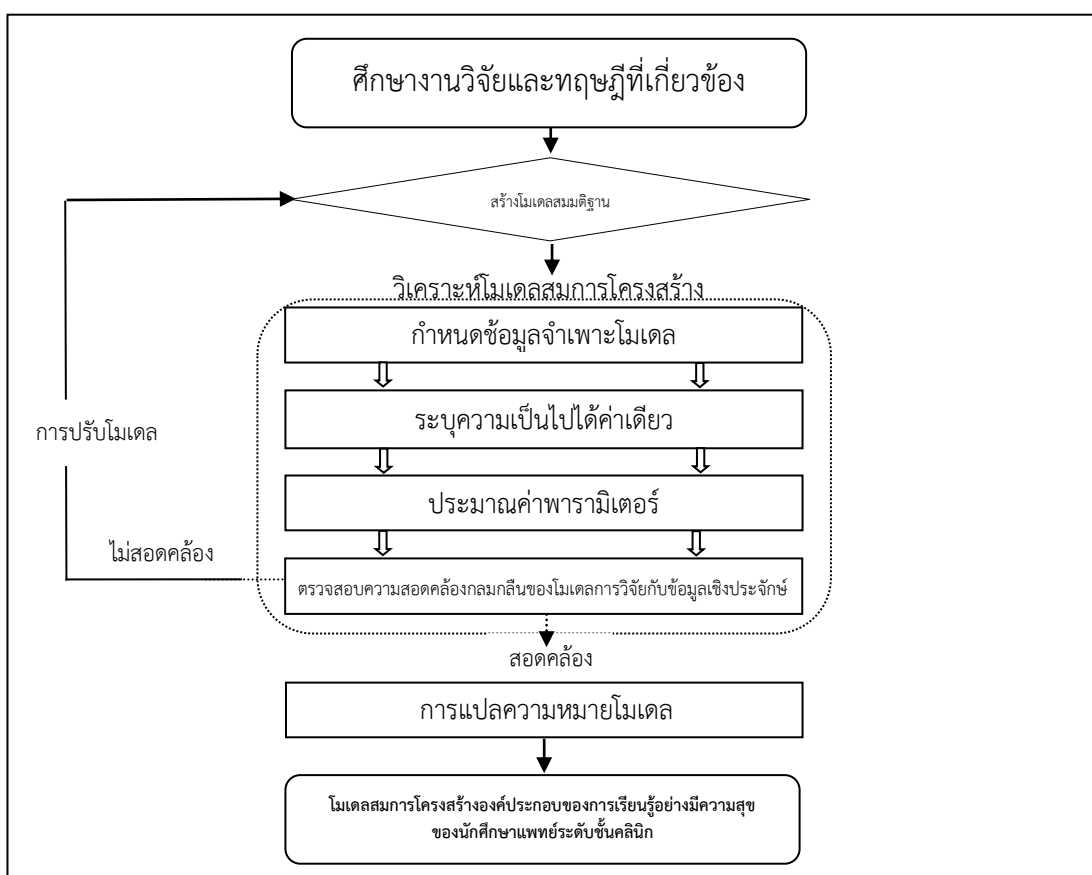 ศึกษางานวิจัยและทฤษฎีที่เกี่ยวข้อง
สร้างโมเดลสมมติฐาน
วิเคราะห์โมเดลสมการโครงสร้าง
กำหนดข้อมูลจำเพาะโมเดล
ระบุความเป็นไปได้ค่าเดียว
การปรับโมเดล
ประมาณค่าพารามิเตอร์
ไม่สอดคล้อง
ตรวจสอบความสอดคล้องกลมกลืนของโมเดลการวิจัยกับข้อมูลเชิงประจักษ์
สอดคล้อง
การแปลความหมายโมเดล
โมเดลสมการโครงสร้างองค์ประกอบของการเรียนรู้อย่างมีความสุข
ของนักศึกษาแพทย์ระดับชั้นคลินิก